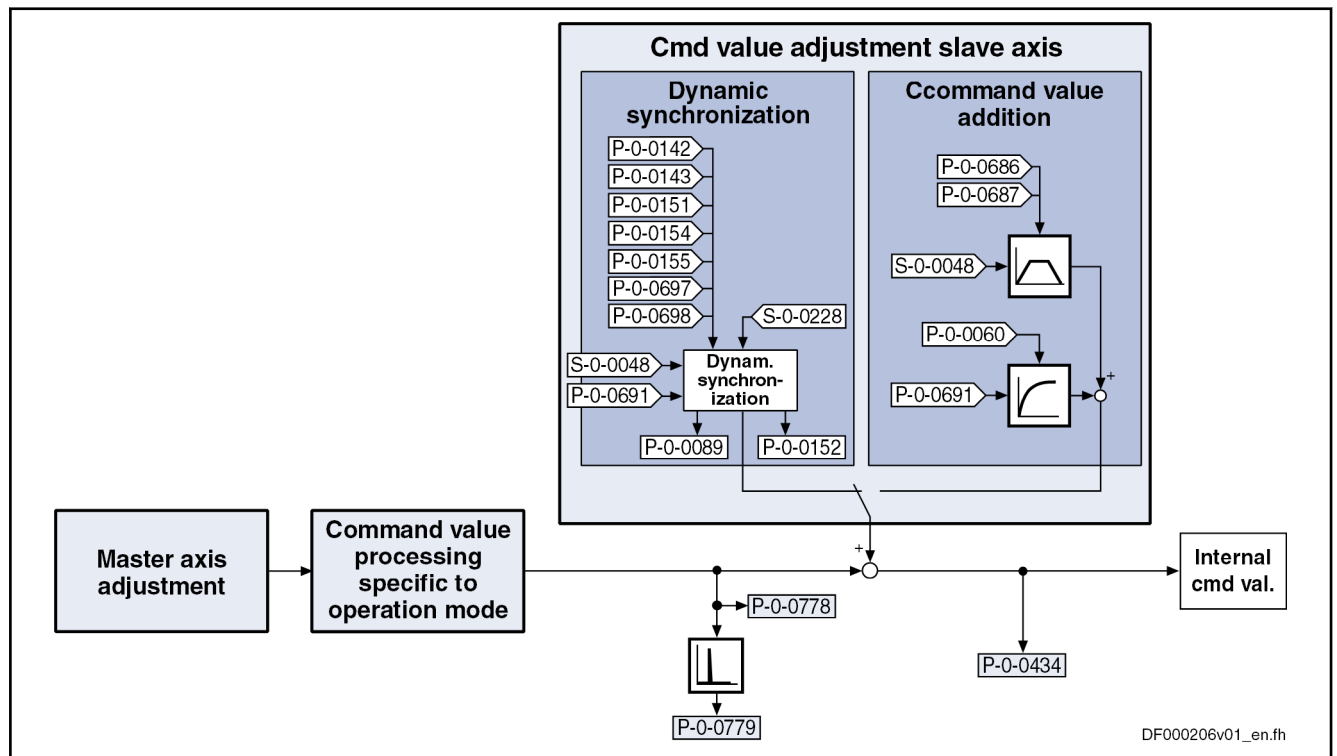 Cmd value adjustment slave axis
Dynamic
synchronization
P-0-0142
P-0-0143
P-0-0151
P-0-0154
P-0-0155
P-0-0697
P-0-0698
S-0-0228
S-0-0048
P-0-0691
Dynam.
synchron-
ization
P-0-0089
P-0-0152
Ccommand value
addition
P-0-0686
P-0-0687
S-0-0048
P-0-0060
P-0-0691
+
Master axis
adjustment
Command value
processing
specific to
operation mode
+
P-0-0778
P-0-0779
P-0-0434
Internal
cmd val.
DF000206v01_en.fh